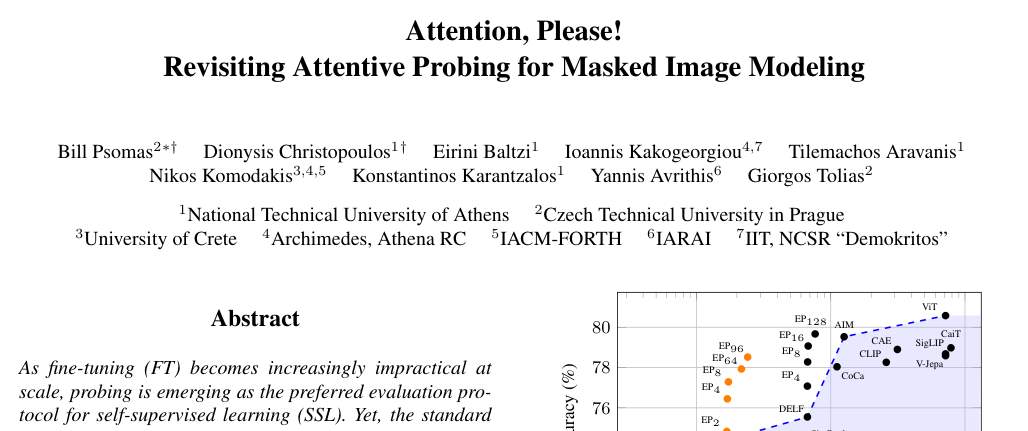 Attention, Please!
Revisiting Attentive Probing for Masked Image Modeling
Bill Psomas2∗† Dionysis Christopoulos1† Eirini Baltzi1 Ioannis Kakogeorgiou4,7 Tilemachos Aravanis1
Nikos Komodakis3,4,5 Konstantinos Karantzalos1 Yannis Avrithis6 Giorgos Tolias2
1National Technical University of Athens 2Czech Technical University in Prague
3University of Crete 4Archimedes, Athena RC 5IACM-FORTH 6IARAI 7IIT, NCSR “Demokritos”
Abstract
As fine-tuning (FT) becomes increasingly impractical at
scale, probing is emerging as the preferred evaluation pro-
tocol for self-supervised learning (SSL). Yet, the standard
80
78
76
(%)
ViT
EP128
AIM
EP16
CAE
CaiT
SigLIP
EP96
EP8
CLIP
EP64
V-Jepa
EP8
EP4
CoCa
EP4
DELF
EP2